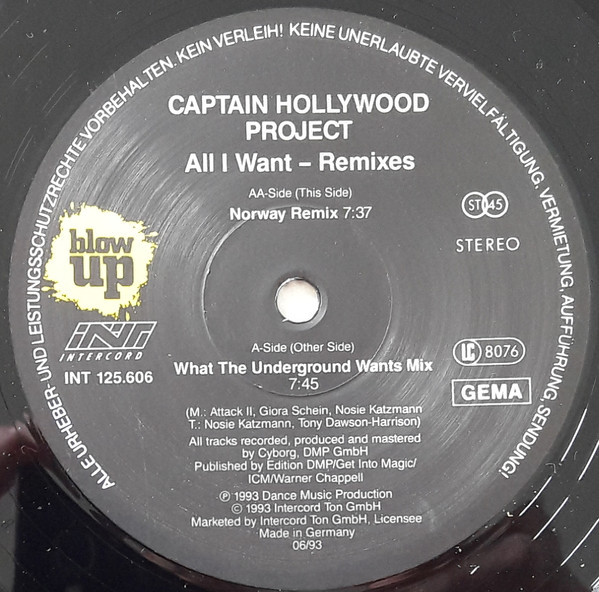 ALLE URHEBER- UND LEISTUNGSSCHUTZRECHTE VORBEHALTEN. KEIN VERLEIH! KEINE UNERLAUBTE VERVIELFÄLTIGUNG, VERMIETUNG, AUFFÜHRUNG, SENDUNG!
CAPTAIN HOLLYWOOD
PROJECT
All I Want – Remixes
AA-Side (This Side)
Norway Remix 7:37
ST 45
STEREO
blow
up
INT
INTERCORD
INT 125.606
A-Side (Other Side)
What The Underground Wants Mix
7:45
LC 8076
GEMA
(M.: Attack II, Giora Schein, Nosie Katzmann
T.: Nosie Katzmann, Tony Dawson-Harrison)
All tracks recorded, produced and mastered
by Cyborg, DMP GmbH
Published by Edition DMP/Get Into Magic/
ICM/Warner Chappell
Ⓟ 1993 Dance Music Production
© 1993 Intercord Ton GmbH
Marketed by Intercord Ton GmbH, Licensee
Made in Germany
06/93